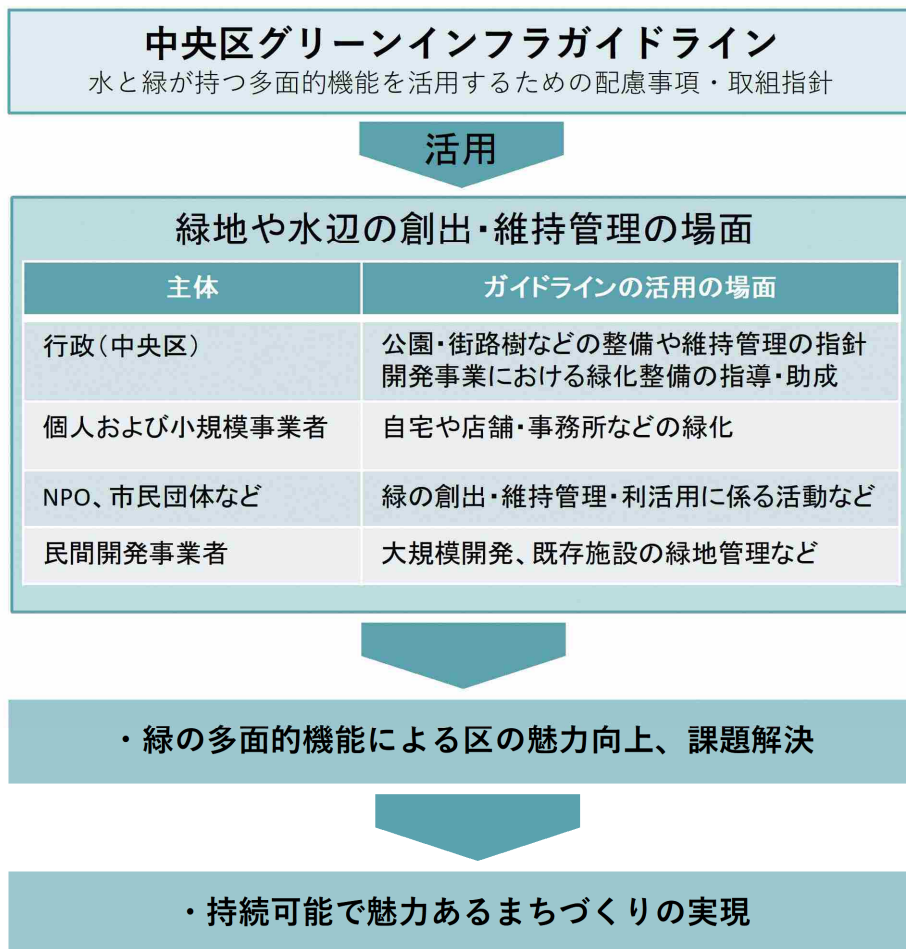 中央区グリーンインフラガイドライン
水と緑が持つ多面的機能を活用するための配慮事項・取組指針
活用
緑地や水辺の創出・維持管理の場面
主体 ガイドラインの活用の場面
行政（中央区） 公園・街路樹などの整備や維持管理の指針
開発事業における緑化整備の指導・助成
個人および小規模事業者 自宅や店舗・事務所などの緑化
NPO、市民団体など 緑の創出・維持管理・利活用に係る活動など
民間開発事業者 大規模開発、既存施設の緑地管理など
・緑の多面的機能による区の魅力向上、課題解決
・持続可能で魅力あるまちづくりの実現